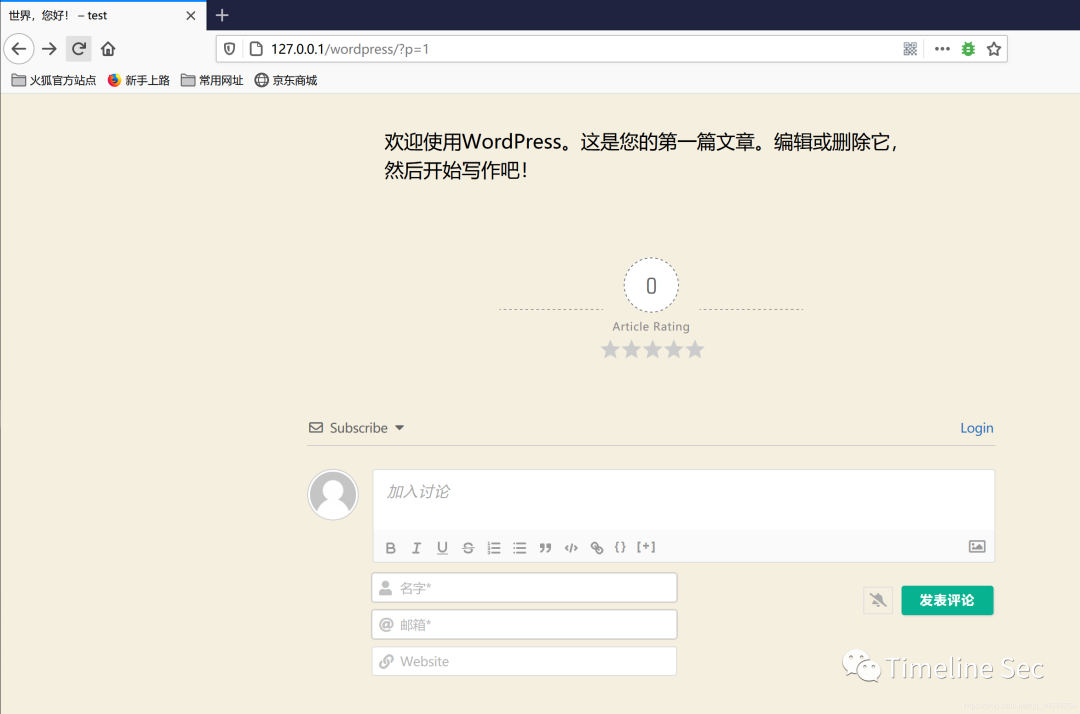 世界，您好！ – test
127.0.0.1/wordpress/?p=1
火狐官方站点 新手上路 常用网址 京东商城
欢迎使用WordPress。这是您的第一篇文章。编辑或删除它，
然后开始写作吧！
0
Article Rating
Subscribe
Login
加入讨论
B I U S {} [+]
名字*
发表评论
邮箱*
Website
Timeline Sec